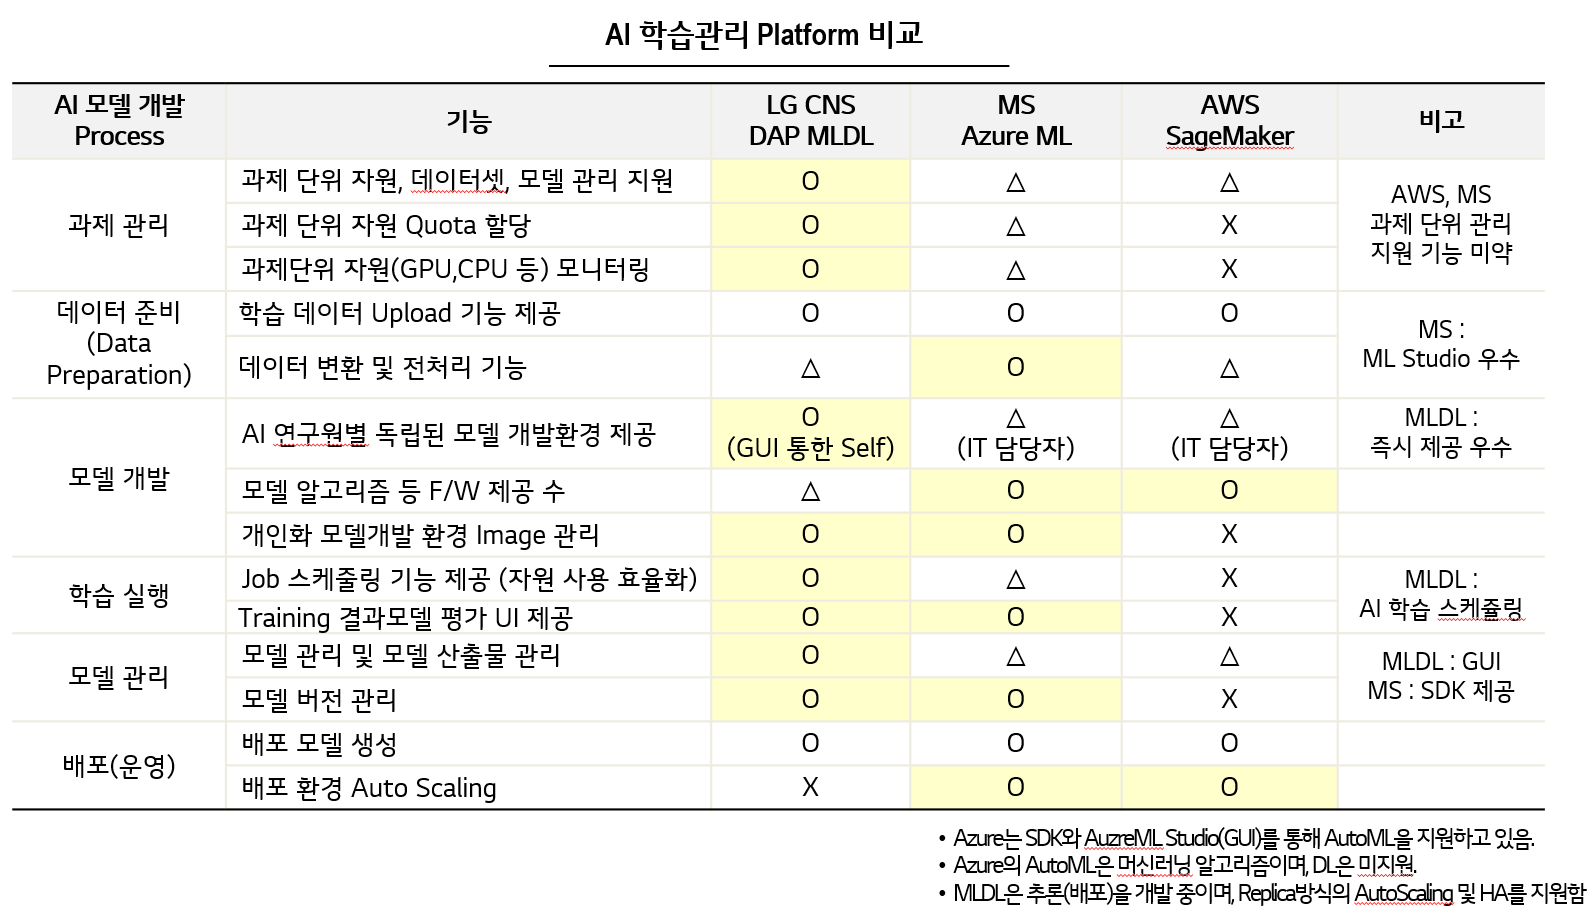 AI 학습관리 Platform 비교
AI 모델 개발
Process
기능
LG CNS
DAP MLDL
MS
Azure ML
AWS
SageMaker
비고
과제 관리
과제 단위 자원, 데이터셋, 모델 관리 지원
O
△
△
AWS, MS
과제 단위 관리
지원 기능 미약
과제 단위 자원 Quota 할당
O
△
X
과제단위 자원(GPU,CPU 등) 모니터링
O
△
X
데이터 준비
(Data
Preparation)
학습 데이터 Upload 기능 제공
O
O
O
MS :
ML Studio 우수
데이터 변환 및 전처리 기능
△
O
△
모델 개발
AI 연구원별 독립된 모델 개발환경 제공
O
(GUI 통한 Self)
△
(IT 담당자)
△
(IT 담당자)
MLDL :
즉시 제공 우수
모델 알고리즘 등 F/W 제공 수
△
O
O
개인화 모델개발 환경 Image 관리
O
O
X
학습 실행
Job 스케줄링 기능 제공 (자원 사용 효율화)
O
△
X
MLDL :
AI 학습 스케쥴링
Training 결과모델 평가 UI 제공
O
O
X
모델 관리
모델 관리 및 모델 산출물 관리
O
△
△
MLDL : GUI
MS : SDK 제공
모델 버전 관리
O
O
X
배포(운영)
배포 모델 생성
O
O
O
배포 환경 Auto Scaling
X
O
O
• Azure는 SDK와 AuzreML Studio(GUI)를 통해 AutoML을 지원하고 있음.
• Azure의 AutoML은 머신러닝 알고리즘이며, DL은 미지원.
• MLDL은 추론(배포)을 개발 중이며, Replica방식의 AutoScaling 및 HA를 지원함